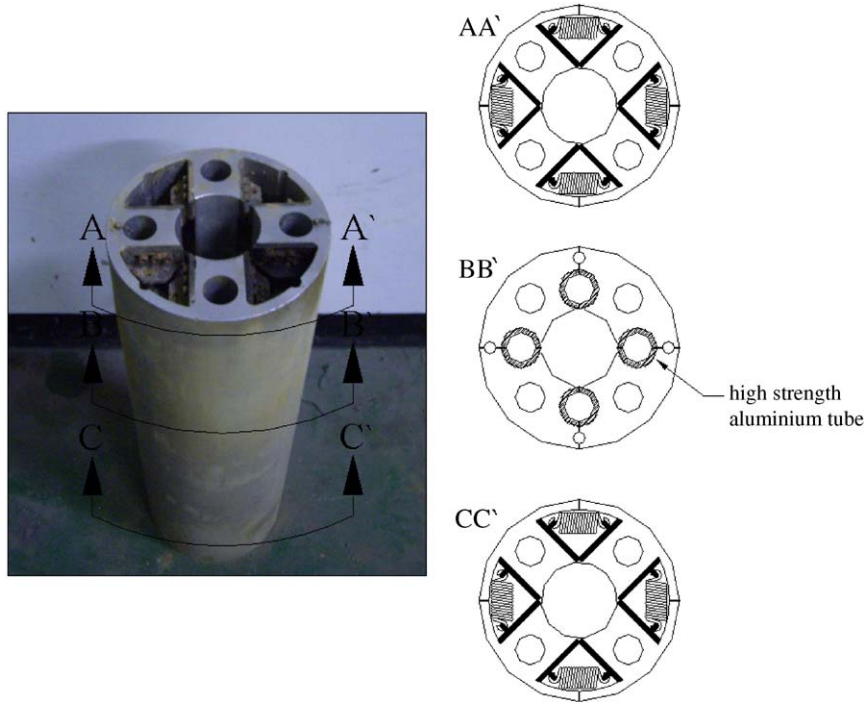 A A`
B B`
C C`
AA`
BB`
high strength
aluminium tube
CC`